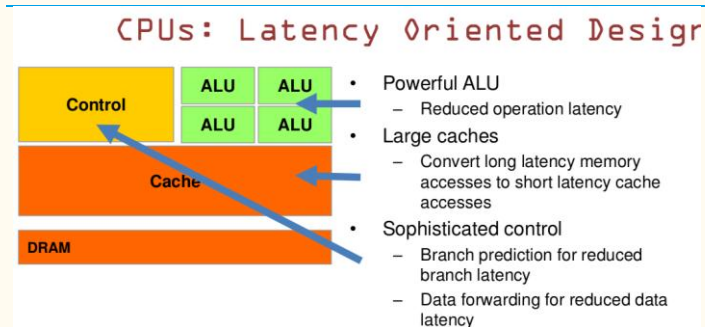 CPUs: Latency Oriented Design
Control
ALU ALU
ALU ALU
Cache
DRAM
• Powerful ALU
– Reduced operation latency
• Large caches
– Convert long latency memory
accesses to short latency cache
accesses
• Sophisticated control
– Branch prediction for reduced
branch latency
– Data forwarding for reduced data
latency